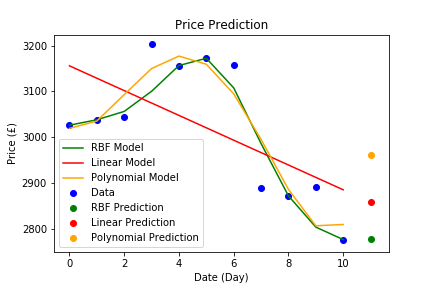 Price Prediction
3200
3100
3000
2900
2800
Price (£)
RBF Model
Linear Model
Polynomial Model
Data
RBF Prediction
Linear Prediction
Polynomial Prediction
0 2 4 6 8 10
Date (Day)